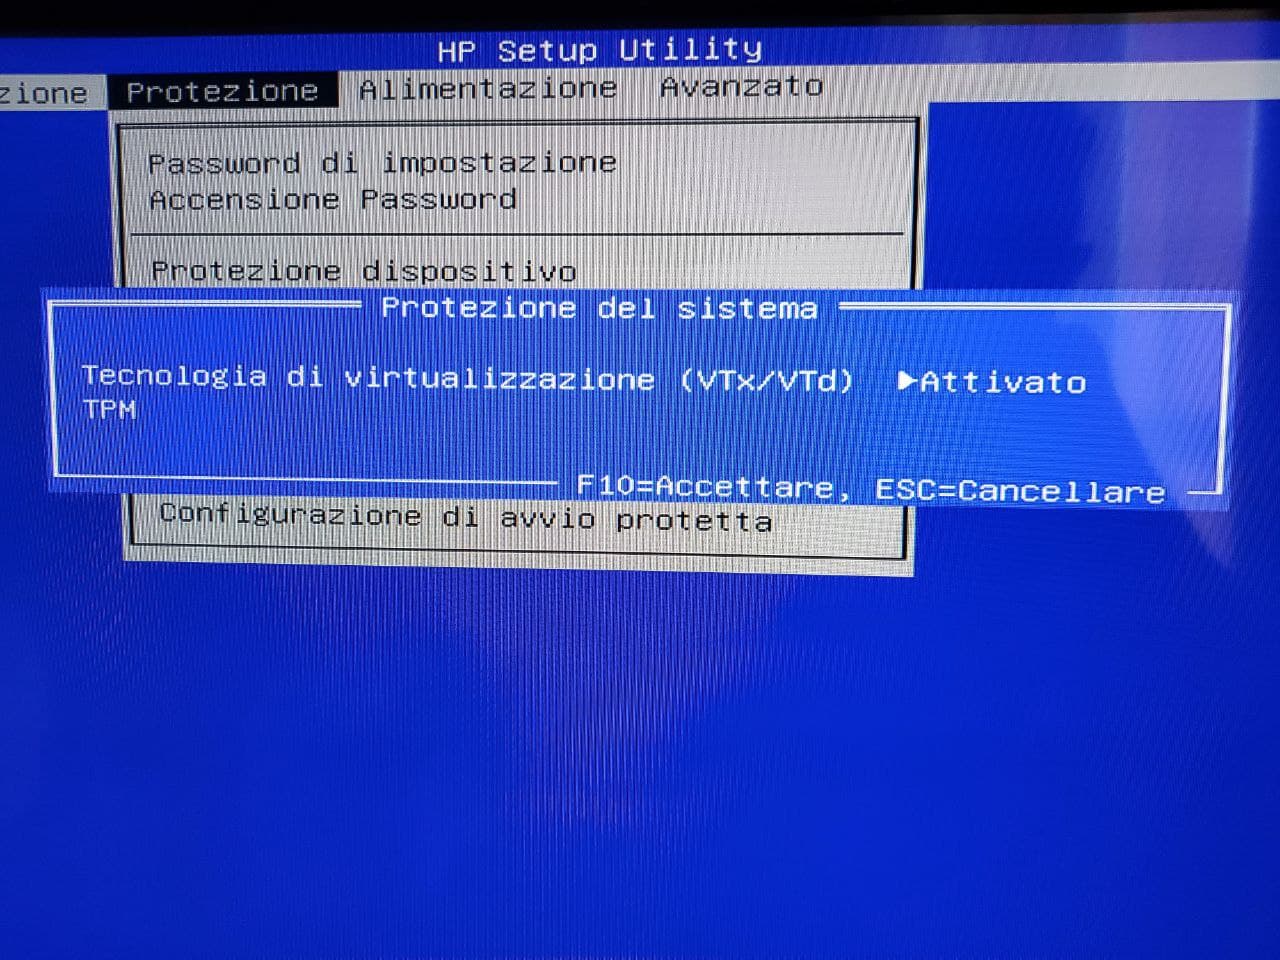 HP Setup Utility
zione Protezione Alimentazione Avanzato
Password di impostazione
Accensione Password
Protezione dispositivo
Protezione del sistema
Tecnologia di virtualizzazione (VTx/VTd) ►Attivato
TPM
F10=Accettare, ESC=Cancellare
Configurazione di avvio protetta